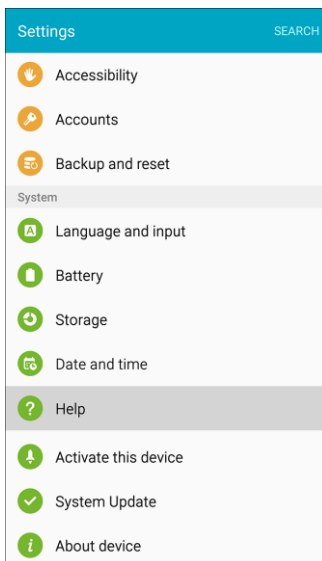 Settings SEARCH
Accessibility
Accounts
Backup and reset
System
A Language and input
Battery
Storage
Date and time
? Help
Activate this device
System Update
i About device